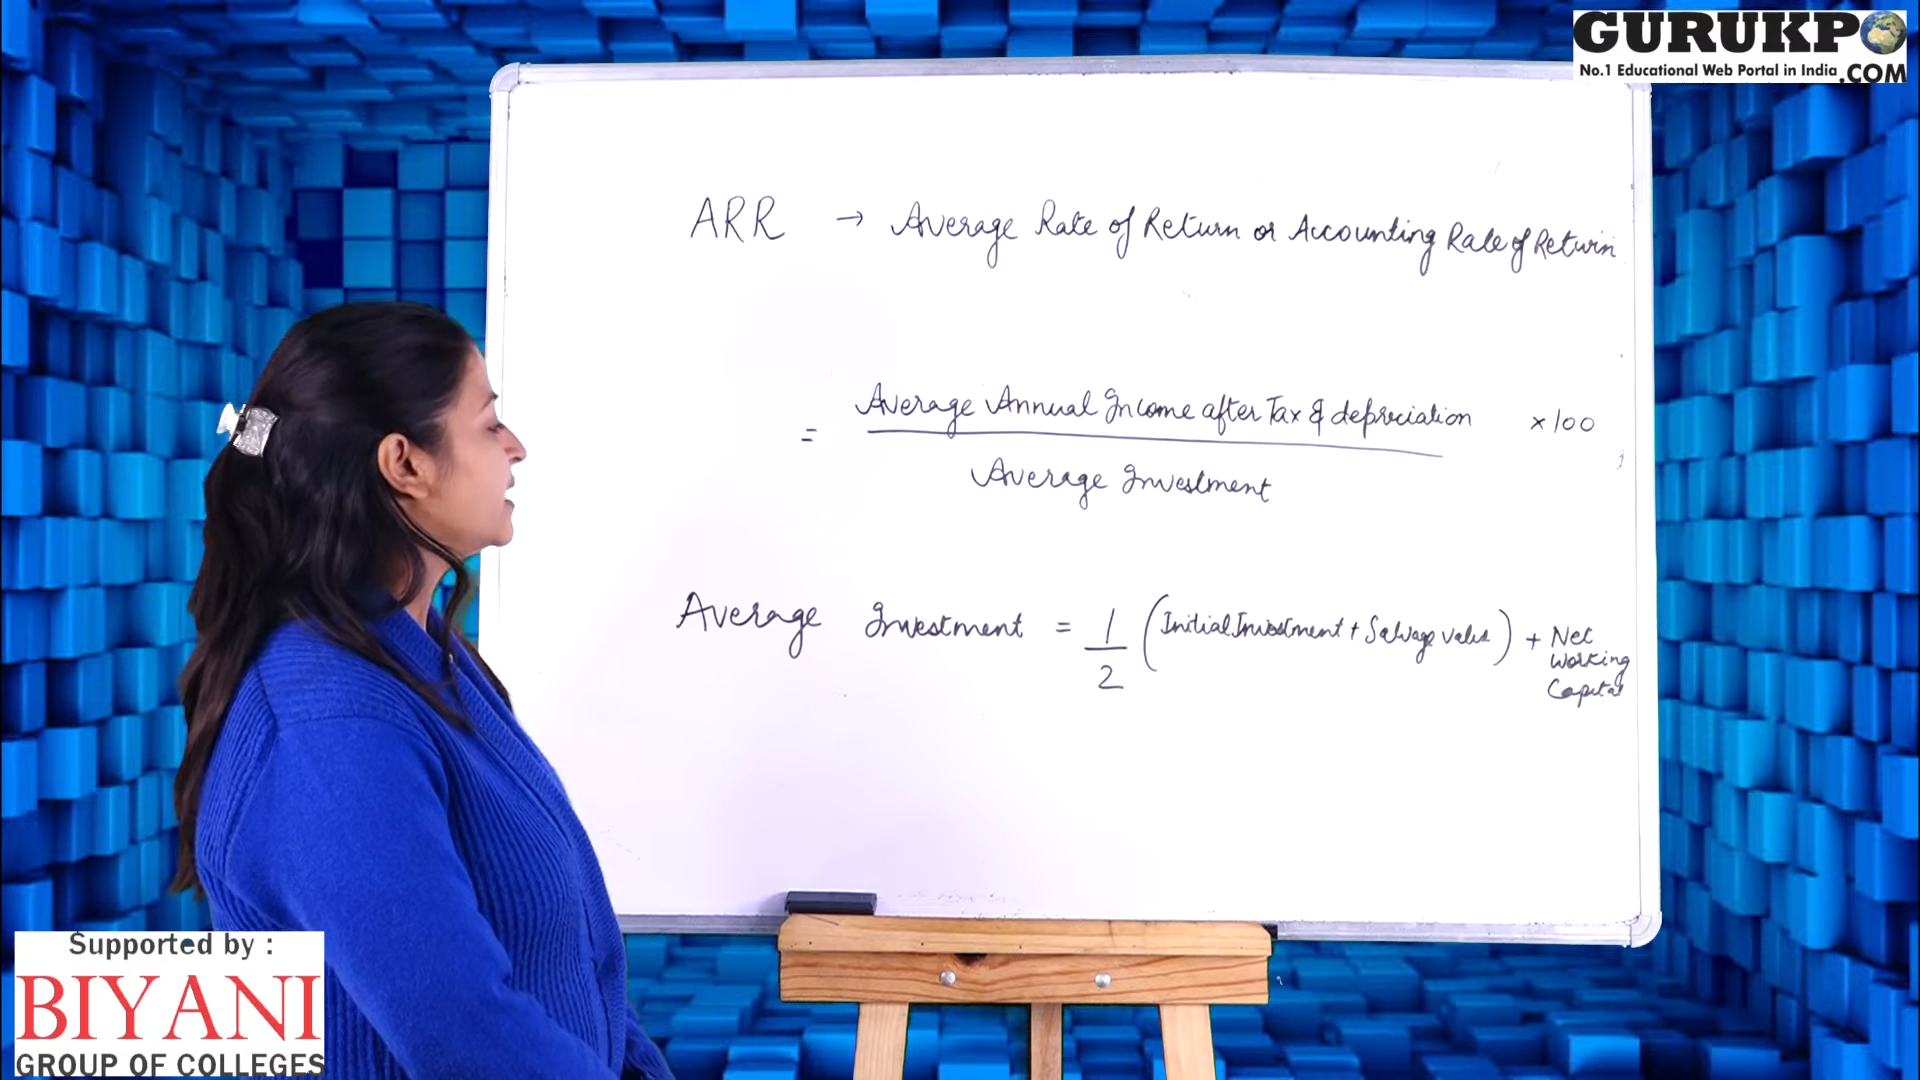 GURUKPO
No.1 Educational Web Portal in India .COM
ARR → Average Rate of Return or Accounting Rate of Return
= Average Annual Income after Tax & depreciation × 100
Average Investment
Average Investment = 1/2 (Initial Investment + Salvage value) + Net Working Capital
Supported by :
BIYANI
GROUP OF COLLEGES